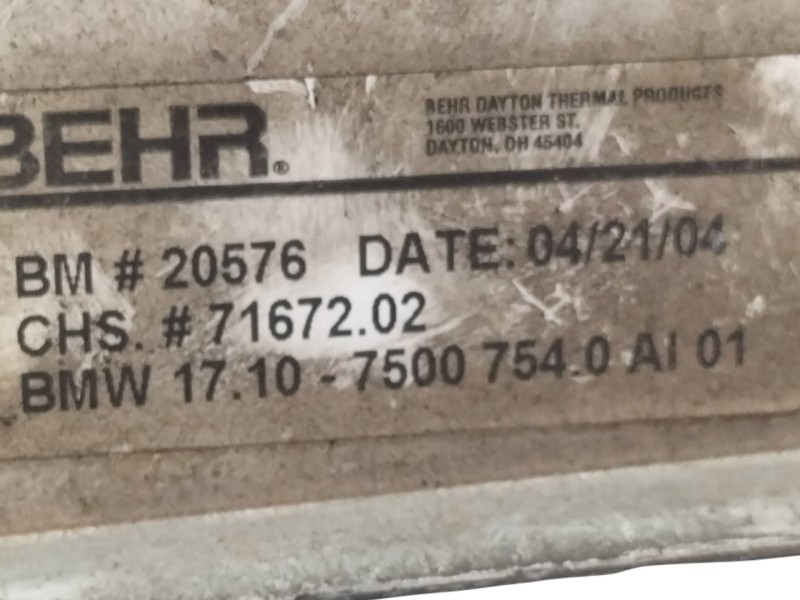 BEHR®
BEHR DAYTON THERMAL PRODUCTS
1600 WEBSTER ST.
DAYTON, OH 45404
BM # 20576 DATE: 04/21/04
CHS. # 71672.02
BMW 17.10 - 7500 754.0 AI 01